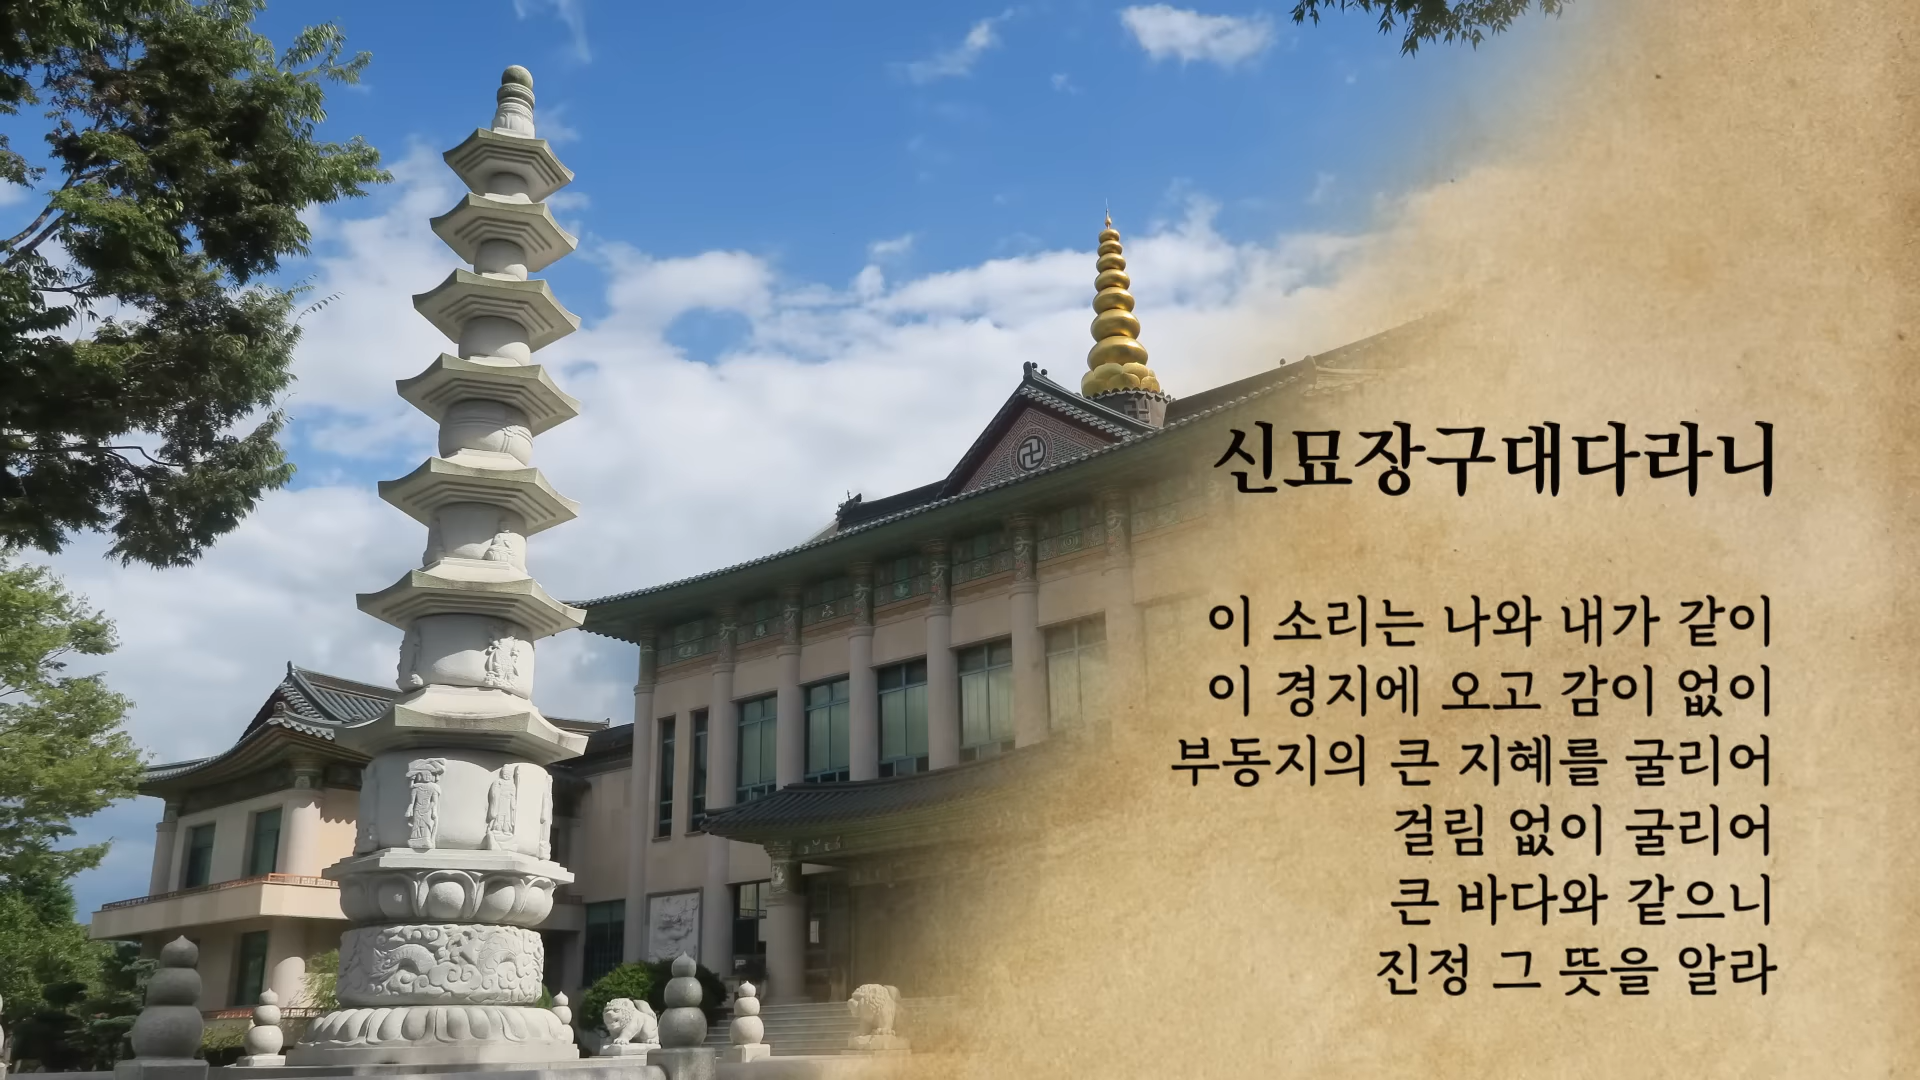 신묘장구대다라니
이 소리는 나와 내가 같이
이 경지에 오고 감이 없이
부동지의 큰 지혜를 굴리어
걸림 없이 굴리어
큰 바다와 같으니
진정 그 뜻을 알라